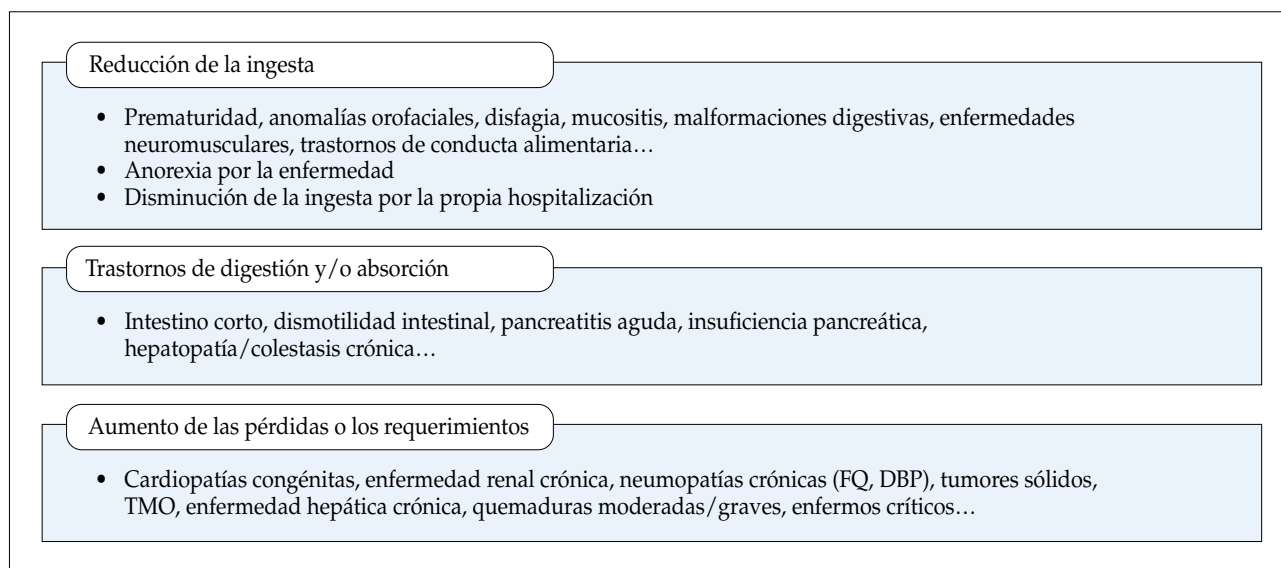 Reducción de la ingesta
• Prematuridad, anomalías orofaciales, disfagia, mucositis, malformaciones digestivas, enfermedades
neuromusculares, trastornos de conducta alimentaria…
• Anorexia por la enfermedad
• Disminución de la ingesta por la propia hospitalización
Trastornos de digestión y/o absorción
• Intestino corto, dismotilidad intestinal, pancreatitis aguda, insuficiencia pancreática,
hepatopatía/colestasis crónica…
Aumento de las pérdidas o los requerimientos
• Cardiopatías congénitas, enfermedad renal crónica, neumopatías crónicas (FQ, DBP), tumores sólidos,
TMO, enfermedad hepática crónica, quemaduras moderadas/graves, enfermos críticos…